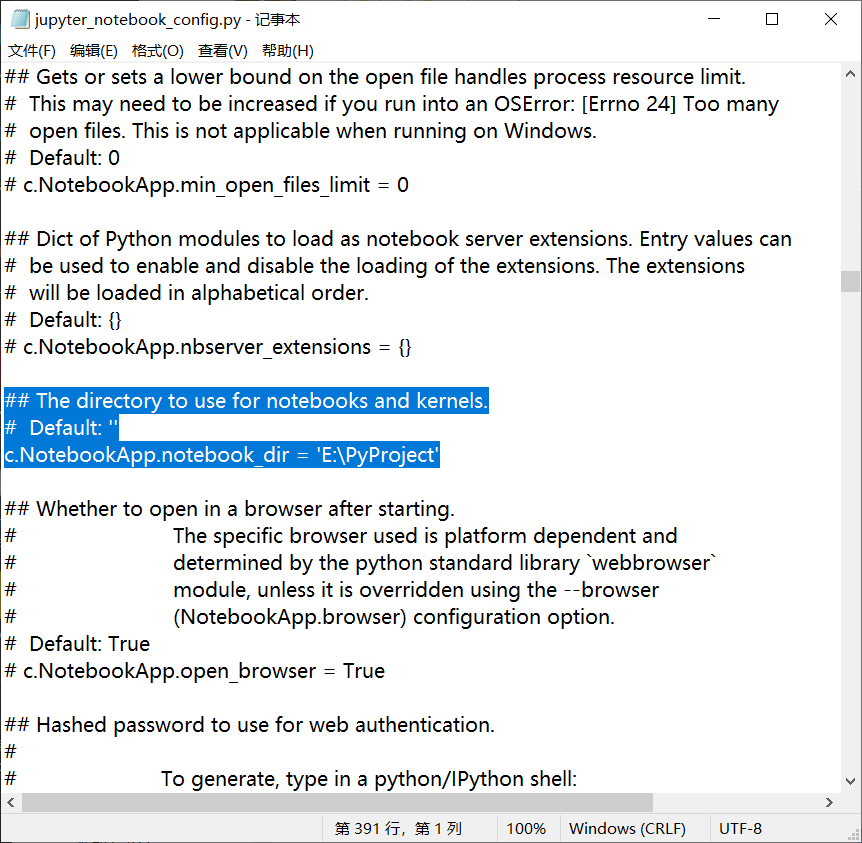 jupyter_notebook_config.py - 记事本
文件(F) 编辑(E) 格式(O) 查看(V) 帮助(H)
## Gets or sets a lower bound on the open file handles process resource limit.
#  This may need to be increased if you run into an OSError: [Errno 24] Too many
#  open files. This is not applicable when running on Windows.
#  Default: 0
# c.NotebookApp.min_open_files_limit = 0
## Dict of Python modules to load as notebook server extensions. Entry values can
#  be used to enable and disable the loading of the extensions. The extensions
#  will be loaded in alphabetical order.
#  Default: {}
# c.NotebookApp.nbserver_extensions = {}
## The directory to use for notebooks and kernels.
#  Default: ''
c.NotebookApp.notebook_dir = 'E:\PyProject'
## Whether to open in a browser after starting.
#                          The specific browser used is platform dependent and
#                          determined by the python standard library `webbrowser`
#                          module, unless it is overridden using the --browser
#                          (NotebookApp.browser) configuration option.
#  Default: True
# c.NotebookApp.open_browser = True
## Hashed password to use for web authentication.
#
#                        To generate, type in a python/IPython shell:
第 391 行，第 1 列 100% Windows (CRLF) UTF-8